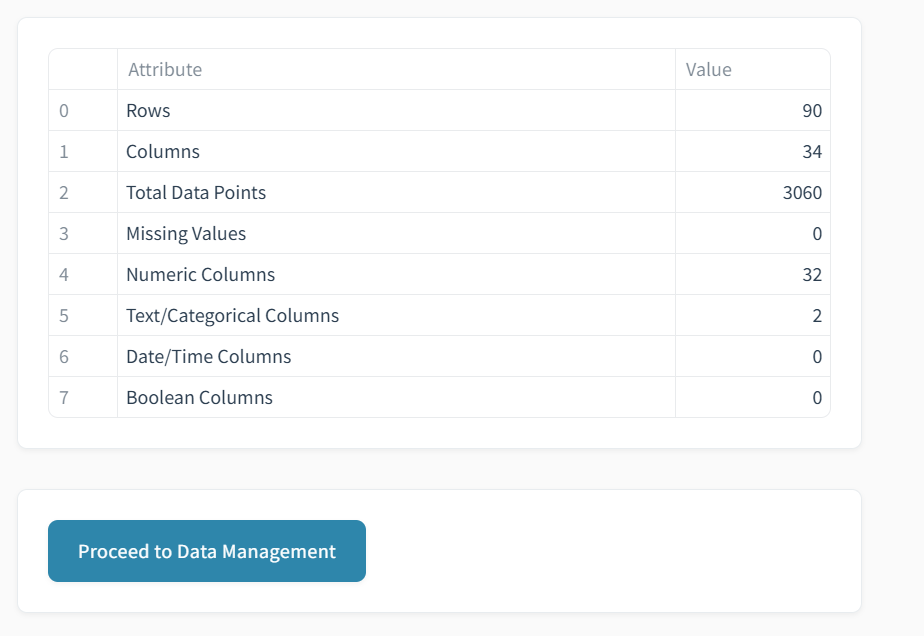 Attribute Value
0 Rows 90
1 Columns 34
2 Total Data Points 3060
3 Missing Values 0
4 Numeric Columns 32
5 Text/Categorical Columns 2
6 Date/Time Columns 0
7 Boolean Columns 0
Proceed to Data Management